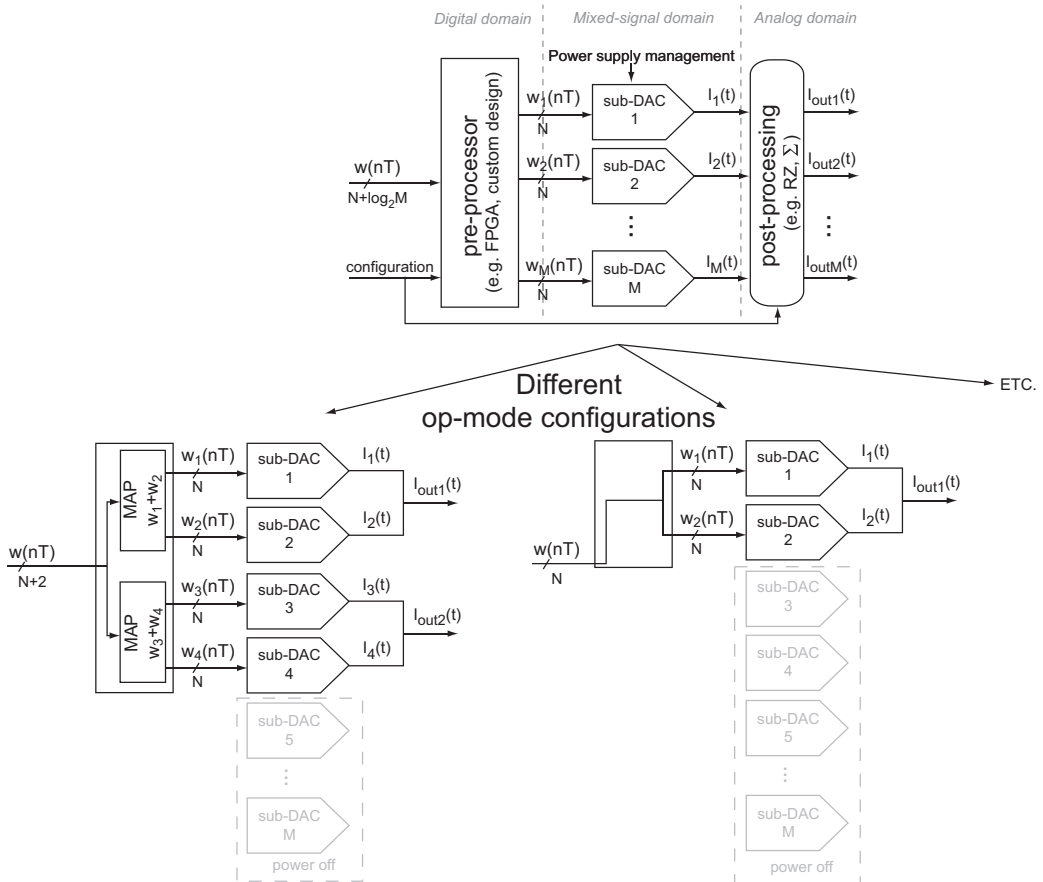 Digital domain
Mixed-signal domain
Analog domain
Power supply management
pre-processor
(e.g. FPGA, custom design)
w(nT)
N+log2M
configuration
w1(nT)
N
sub-DAC
1
I1(t)
w2(nT)
N
sub-DAC
2
I2(t)
...
wM(nT)
N
sub-DAC
M
IM(t)
post-processing
(e.g. RZ, Σ)
Iout1(t)
Iout2(t)
...
IoutM(t)
Different
op-mode configurations
ETC.
w(nT)
N+2
MAP
w1+w2
MAP
w3+w4
w1(nT)
N
sub-DAC
1
I1(t)
w2(nT)
N
sub-DAC
2
I2(t)
Iout1(t)
w3(nT)
N
sub-DAC
3
I3(t)
w4(nT)
N
sub-DAC
4
I4(t)
Iout2(t)
sub-DAC
5
...
sub-DAC
M
power off
w(nT)
N
w1(nT)
N
sub-DAC
1
I1(t)
w2(nT)
N
sub-DAC
2
I2(t)
Iout1(t)
sub-DAC
3
sub-DAC
4
sub-DAC
5
...
sub-DAC
M
power off